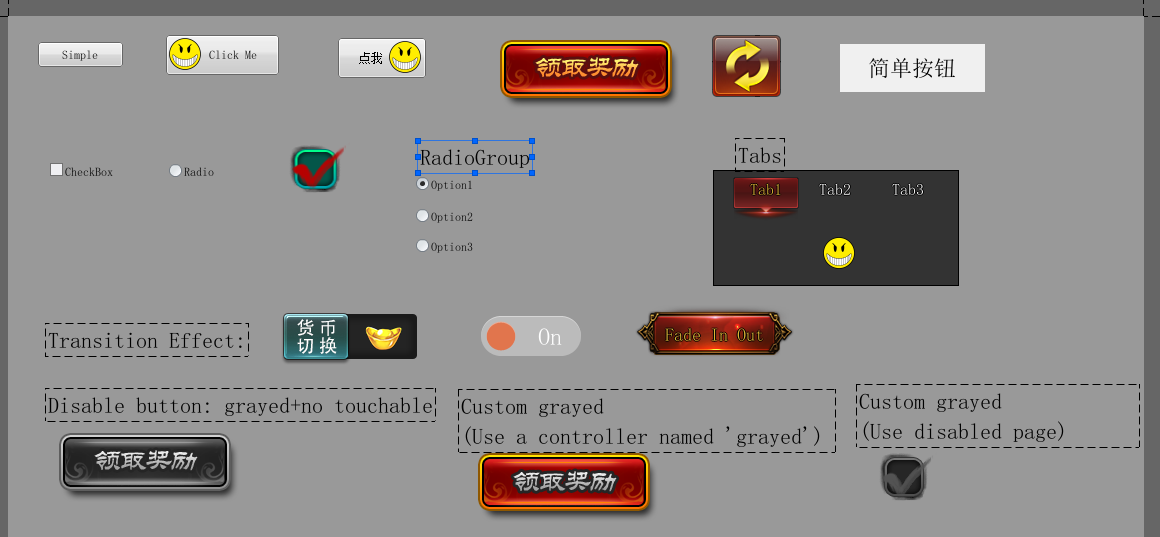 Simple
Click Me
点我
领取奖励
简单按钮
CheckBox
Radio
RadioGroup
Option1
Option2
Option3
Tabs
Tab1
Tab2
Tab3
Transition Effect:
货币
切换
On
Fade In Out
Disable button: grayed+no touchable
领取奖励
Custom grayed
(Use a controller named 'grayed')
领取奖励
Custom grayed
(Use disabled page)